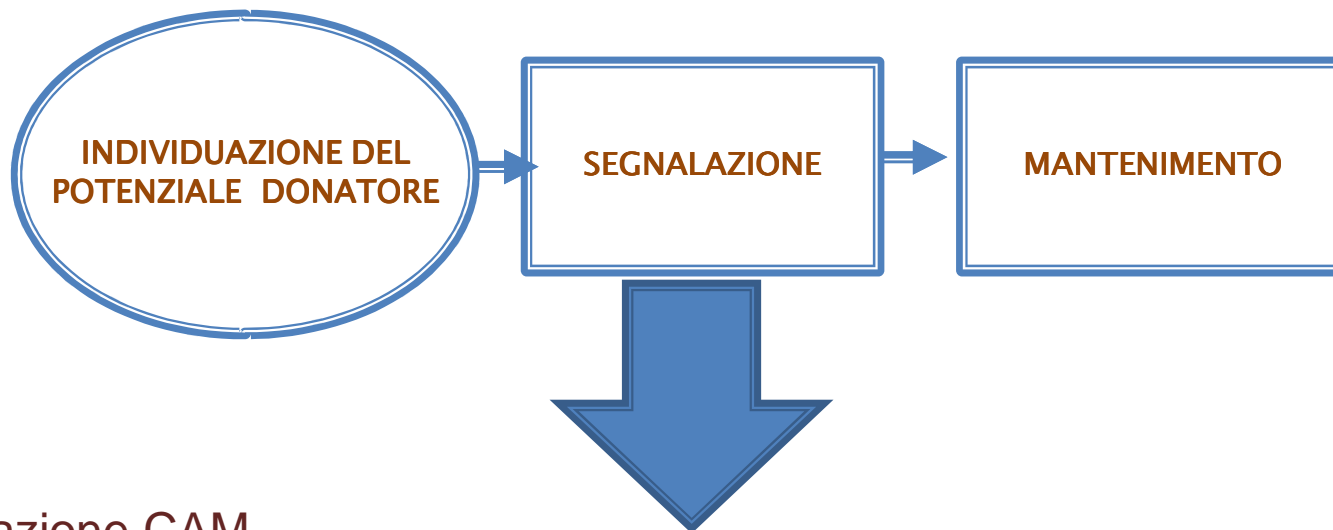 INDIVIDUAZIONE DEL
POTENZIALE DONATORE
SEGNALAZIONE
MANTENIMENTO